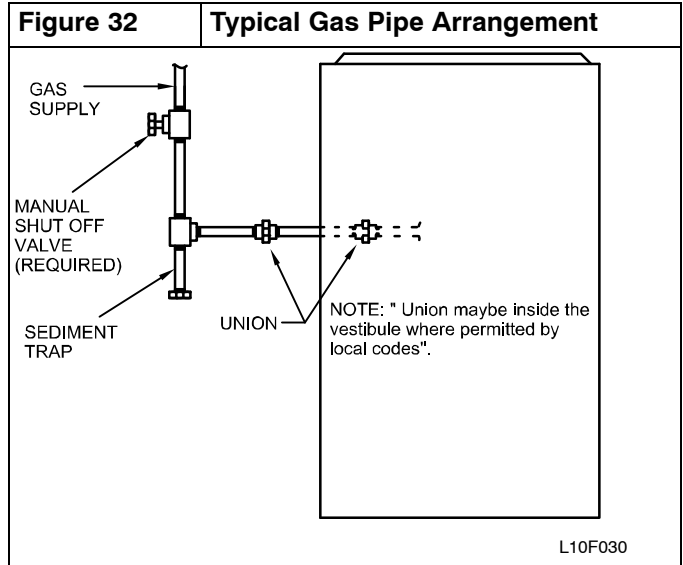 Figure 32 Typical Gas Pipe Arrangement
GAS
SUPPLY
MANUAL
SHUT OFF
VALVE
(REQUIRED)
SEDIMENT
TRAP
UNION
NOTE: " Union maybe inside the
vestibule where permitted by
local codes".
L10F030